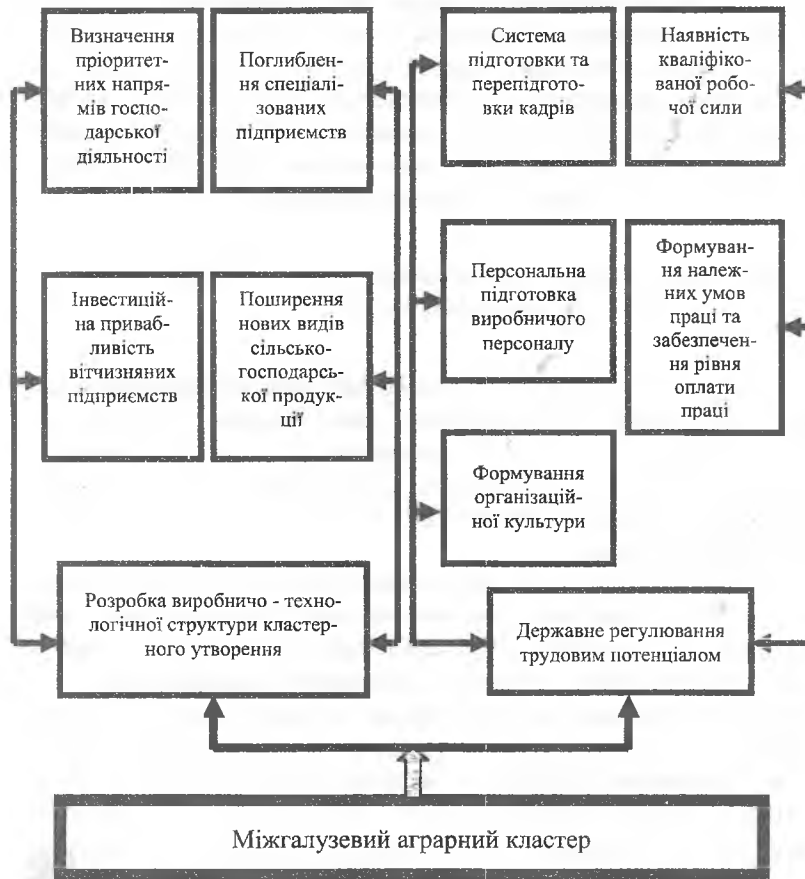 Визначення
пріоритет-
них напря-
мів госпо-
дарської
діяльності
Поглиблен-
ня спеціалі-
зованих
підприємств
Система
підготовки та
перепідгото-
вки кадрів
Наявність
кваліфіко-
ваної робо-
чої сили
Інвестицій-
на приваб-
ливість
вітчизняних
підприємств
Поширення
нових видів
сільсько-
господарсь-
кої продук-
ції
Персональна
підготовка
виробничого
персоналу
Формуван-
ня належ-
них умов
праці та
забезпечен-
ня рівня
оплати
праці
Формування
організацій-
ної культури
Розробка виробничо - техно-
логічної структури кластер-
ного утворення
Державне регулювання
трудовим потенціалом
Міжгалузевий аграрний кластер